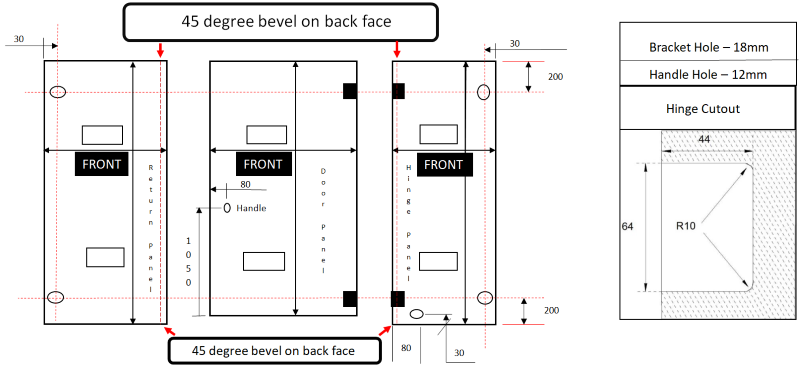 45 degree bevel on back face
30
30
200
FRONT
FRONT
FRONT
Return Panel
Door Panel
Hinge Panel
80
Handle
1050
200
80
30
45 degree bevel on back face
Bracket Hole – 18mm
Handle Hole – 12mm
Hinge Cutout
44
64
R10